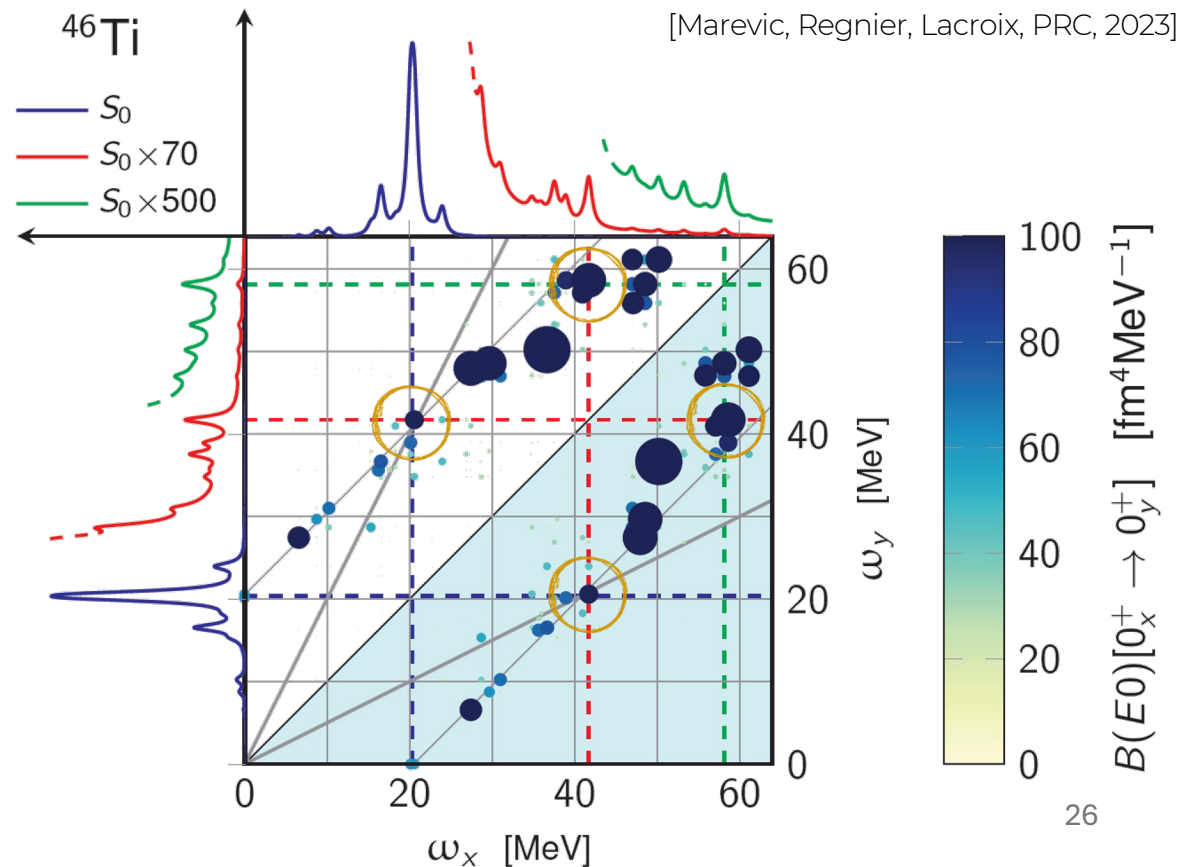 ⁴⁶Ti
[Marevic, Regnier, Lacroix, PRC, 2023]
S₀
S₀ ×70
S₀ ×500
60
40
20
0
ω_y [MeV]
0 20 40 60
ω_x [MeV]
100
80
60
40
20
0
B(E0)[0⁺_x → 0⁺_y] [fm⁴MeV⁻¹]
26